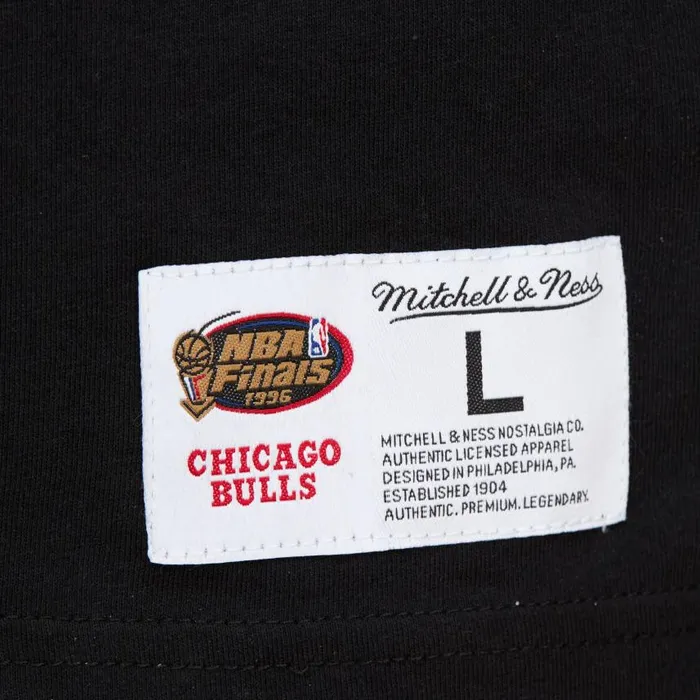 NBA
Finals
1996
CHICAGO
BULLS
Mitchell & Ness
L
MITCHELL & NESS NOSTALGIA CO.
AUTHENTIC LICENSED APPAREL
DESIGNED IN PHILADELPHIA, PA.
ESTABLISHED 1904
AUTHENTIC. PREMIUM. LEGENDARY.